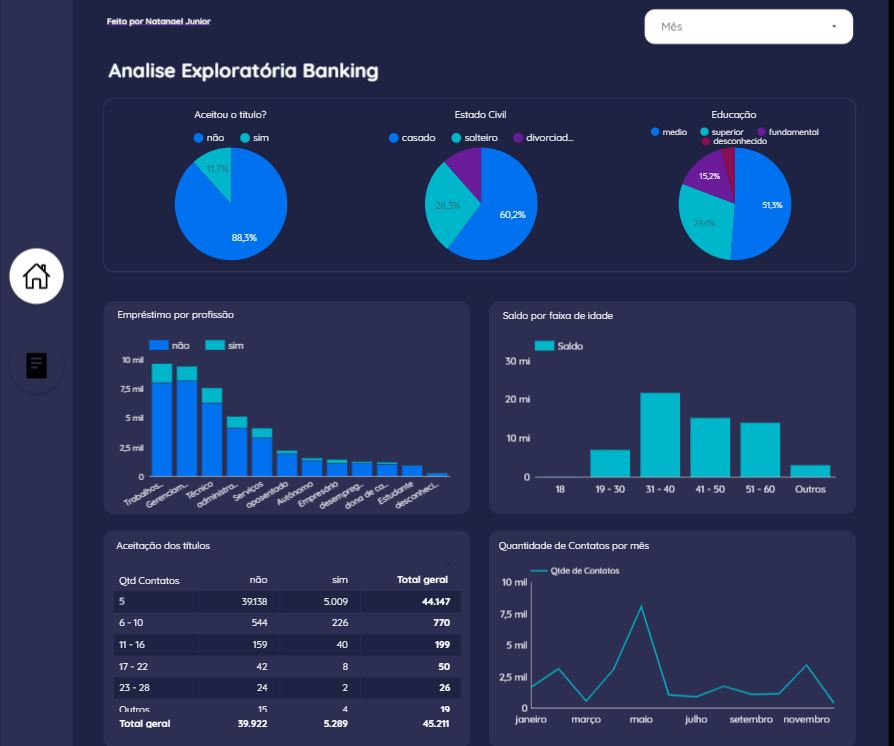 Feito por Natanael Junior
Mês
Analise Exploratória Banking
Aceitou o titulo?
não sim
11,7%
88,3%
Estado Civil
casado solteiro divorciad...
28,3%
60,2%
Educação
medio superior fundamental
desconhecido
15,2%
51,3%
29,4%
Empréstimo por profissão
não sim
10 mil
7,5 mil
5 mil
2,5 mil
0
Trabalhos...
Gerenciam...
Técnico
administra...
Serviços
aposentado
Autônomo
Empresário
desempreg...
dona de ca...
Estudante
desconheci...
Saldo por faixa de idade
Saldo
30 mi
20 mi
10 mi
0
18 19 - 30 31 - 40 41 - 50 51 - 60 Outros
Aceitação dos títulos
Qtd Contatos não sim Total geral
5 39.138 5.009 44.147
6 - 10 544 226 770
11 - 16 159 40 199
17 - 22 42 8 50
23 - 28 24 2 26
Outros 15 4 19
Total geral 39.922 5.289 45.211
Quantidade de Contatos por mês
Qtde de Contatos
10 mil
7,5 mil
5 mil
2,5 mil
0
janeiro março maio julho setembro novembro